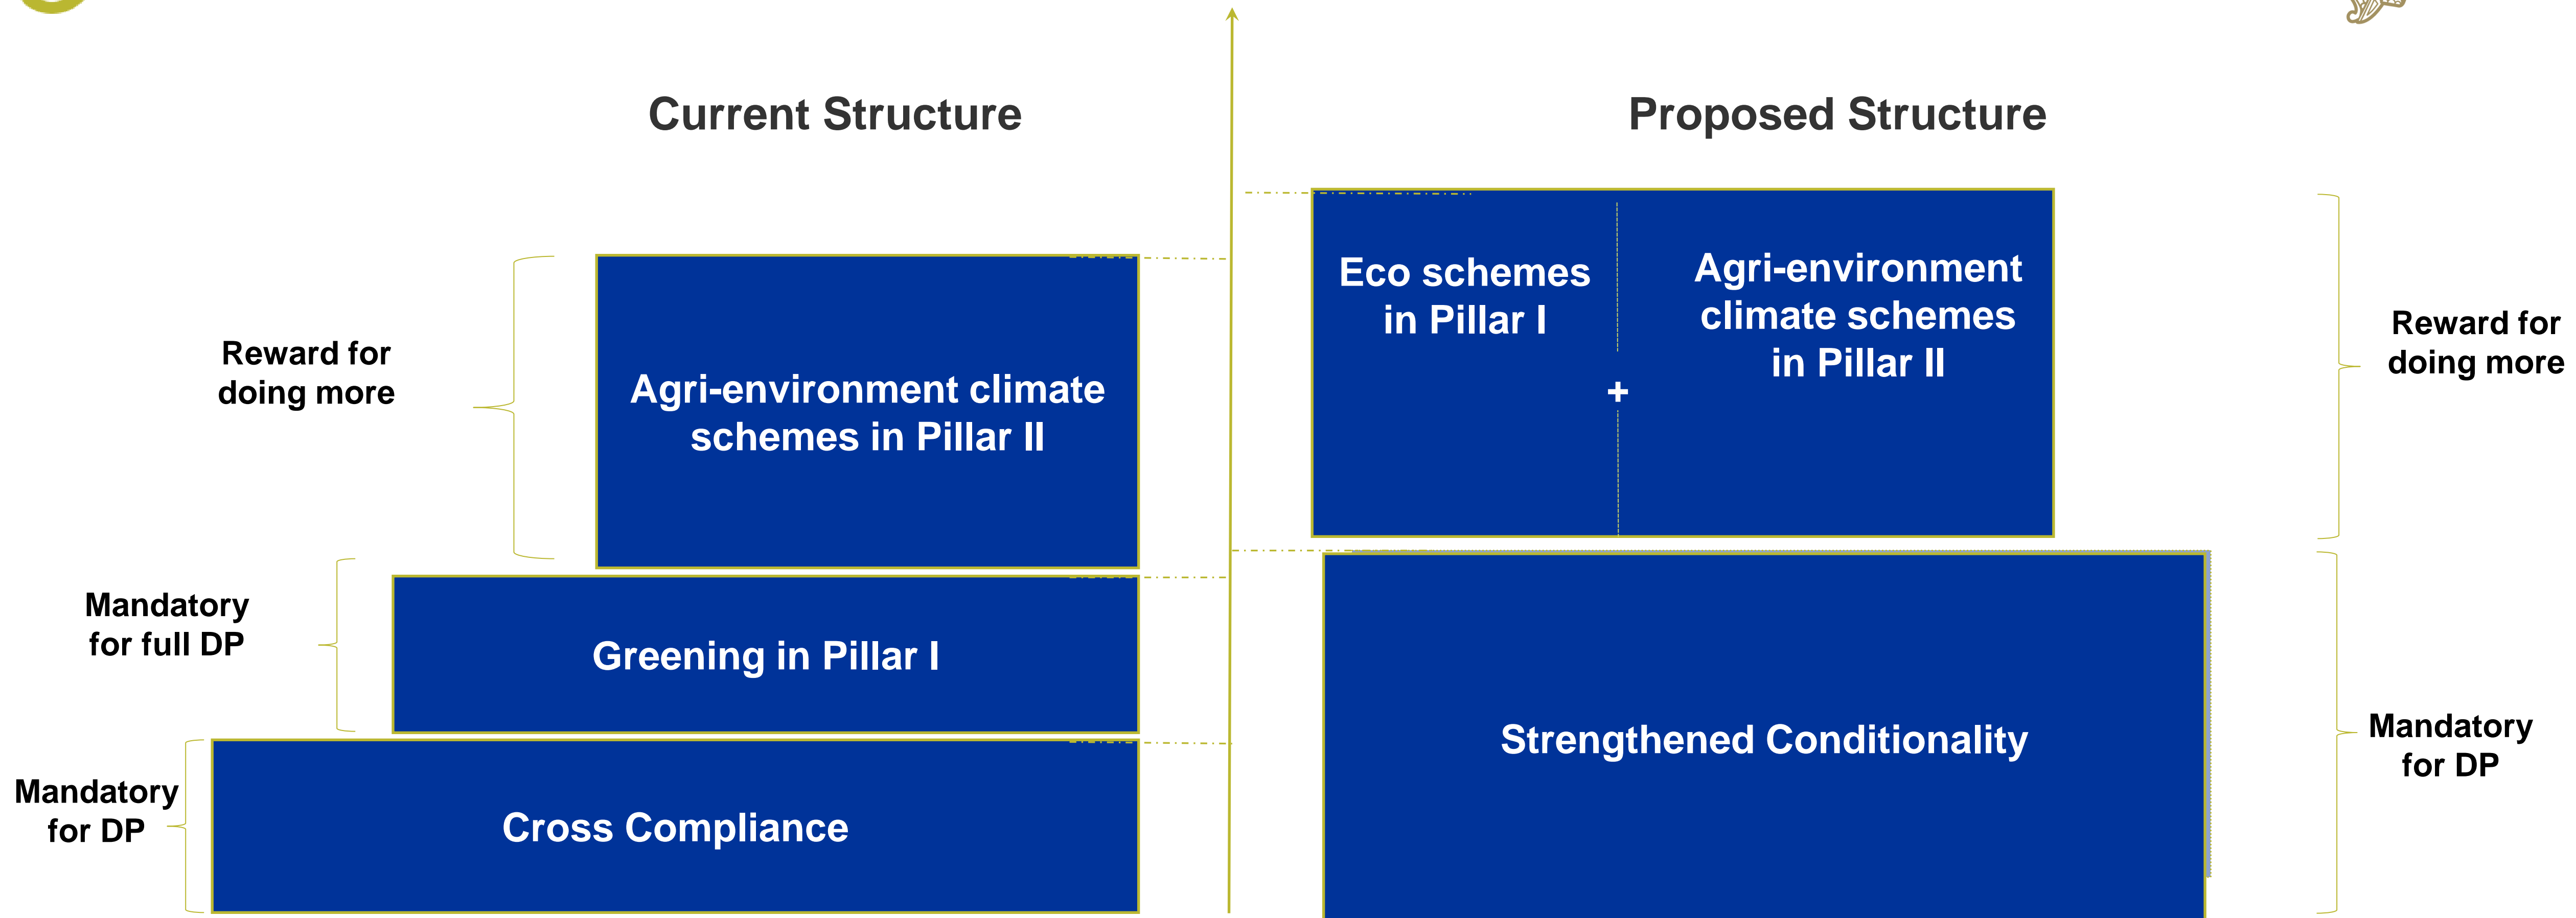 Current Structure
Reward for
doing more
Agri-environment climate
schemes in Pillar II
Mandatory
for full DP
Greening in Pillar I
Mandatory
for DP
Cross Compliance
Proposed Structure
Eco schemes
in Pillar I
+
Agri-environment
climate schemes
in Pillar II
Reward for
doing more
Strengthened Conditionality
Mandatory
for DP